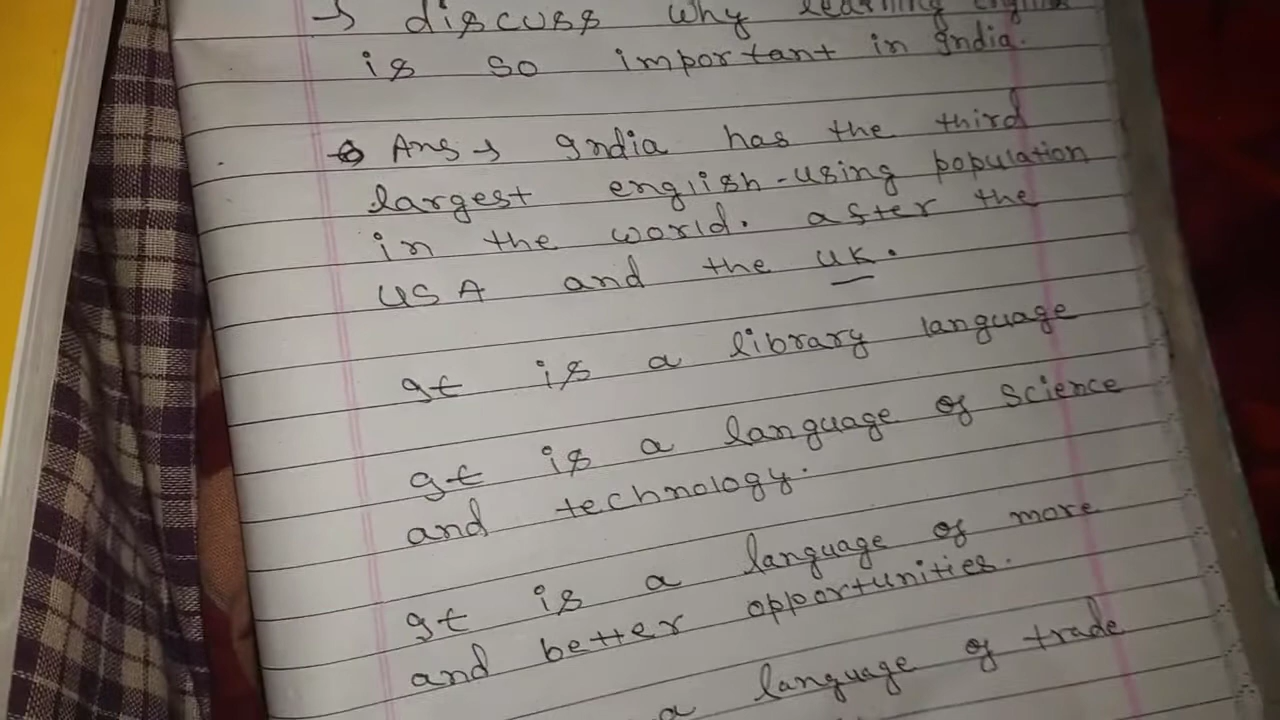 → discuss why learning
is so important in India.
Ans → India has the third
largest english-using population
in the world. after the
USA and the UK.
It is a library language
It is a language of science
and technology.
It is a language of more
and better opportunities.
a language of trade